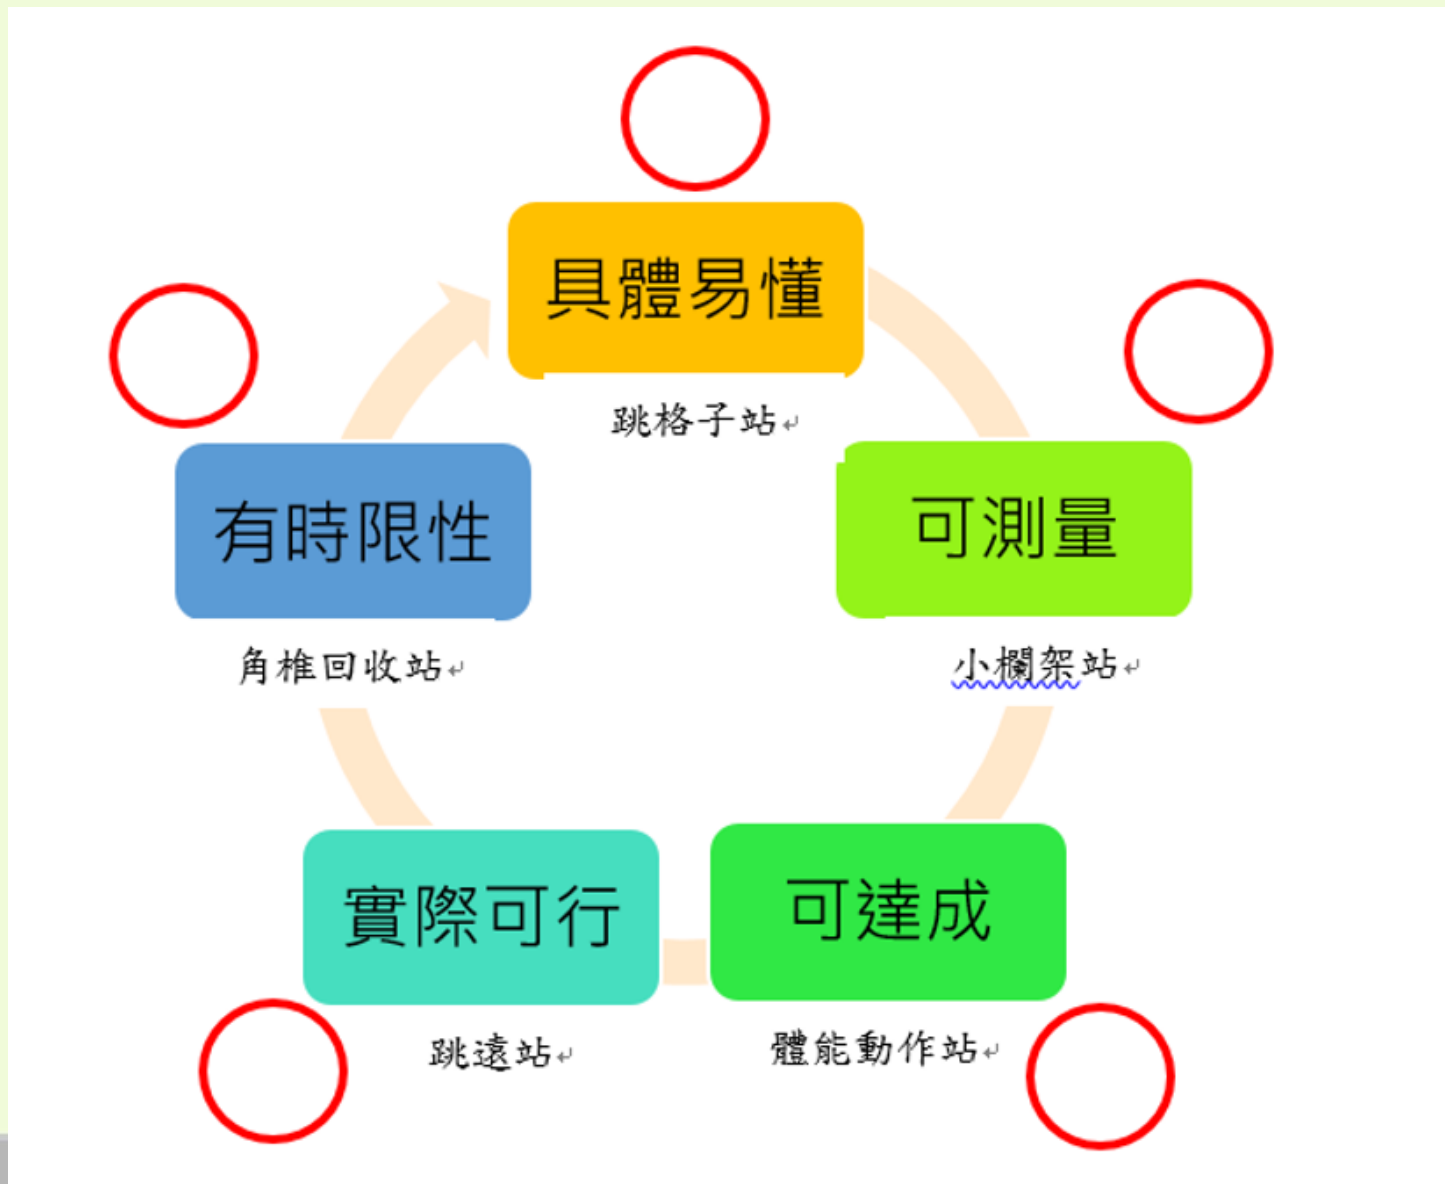 具體易懂
跳格子站
可測量
小欄架站
可達成
體能動作站
實際可行
跳遠站
有時限性
角椎回收站